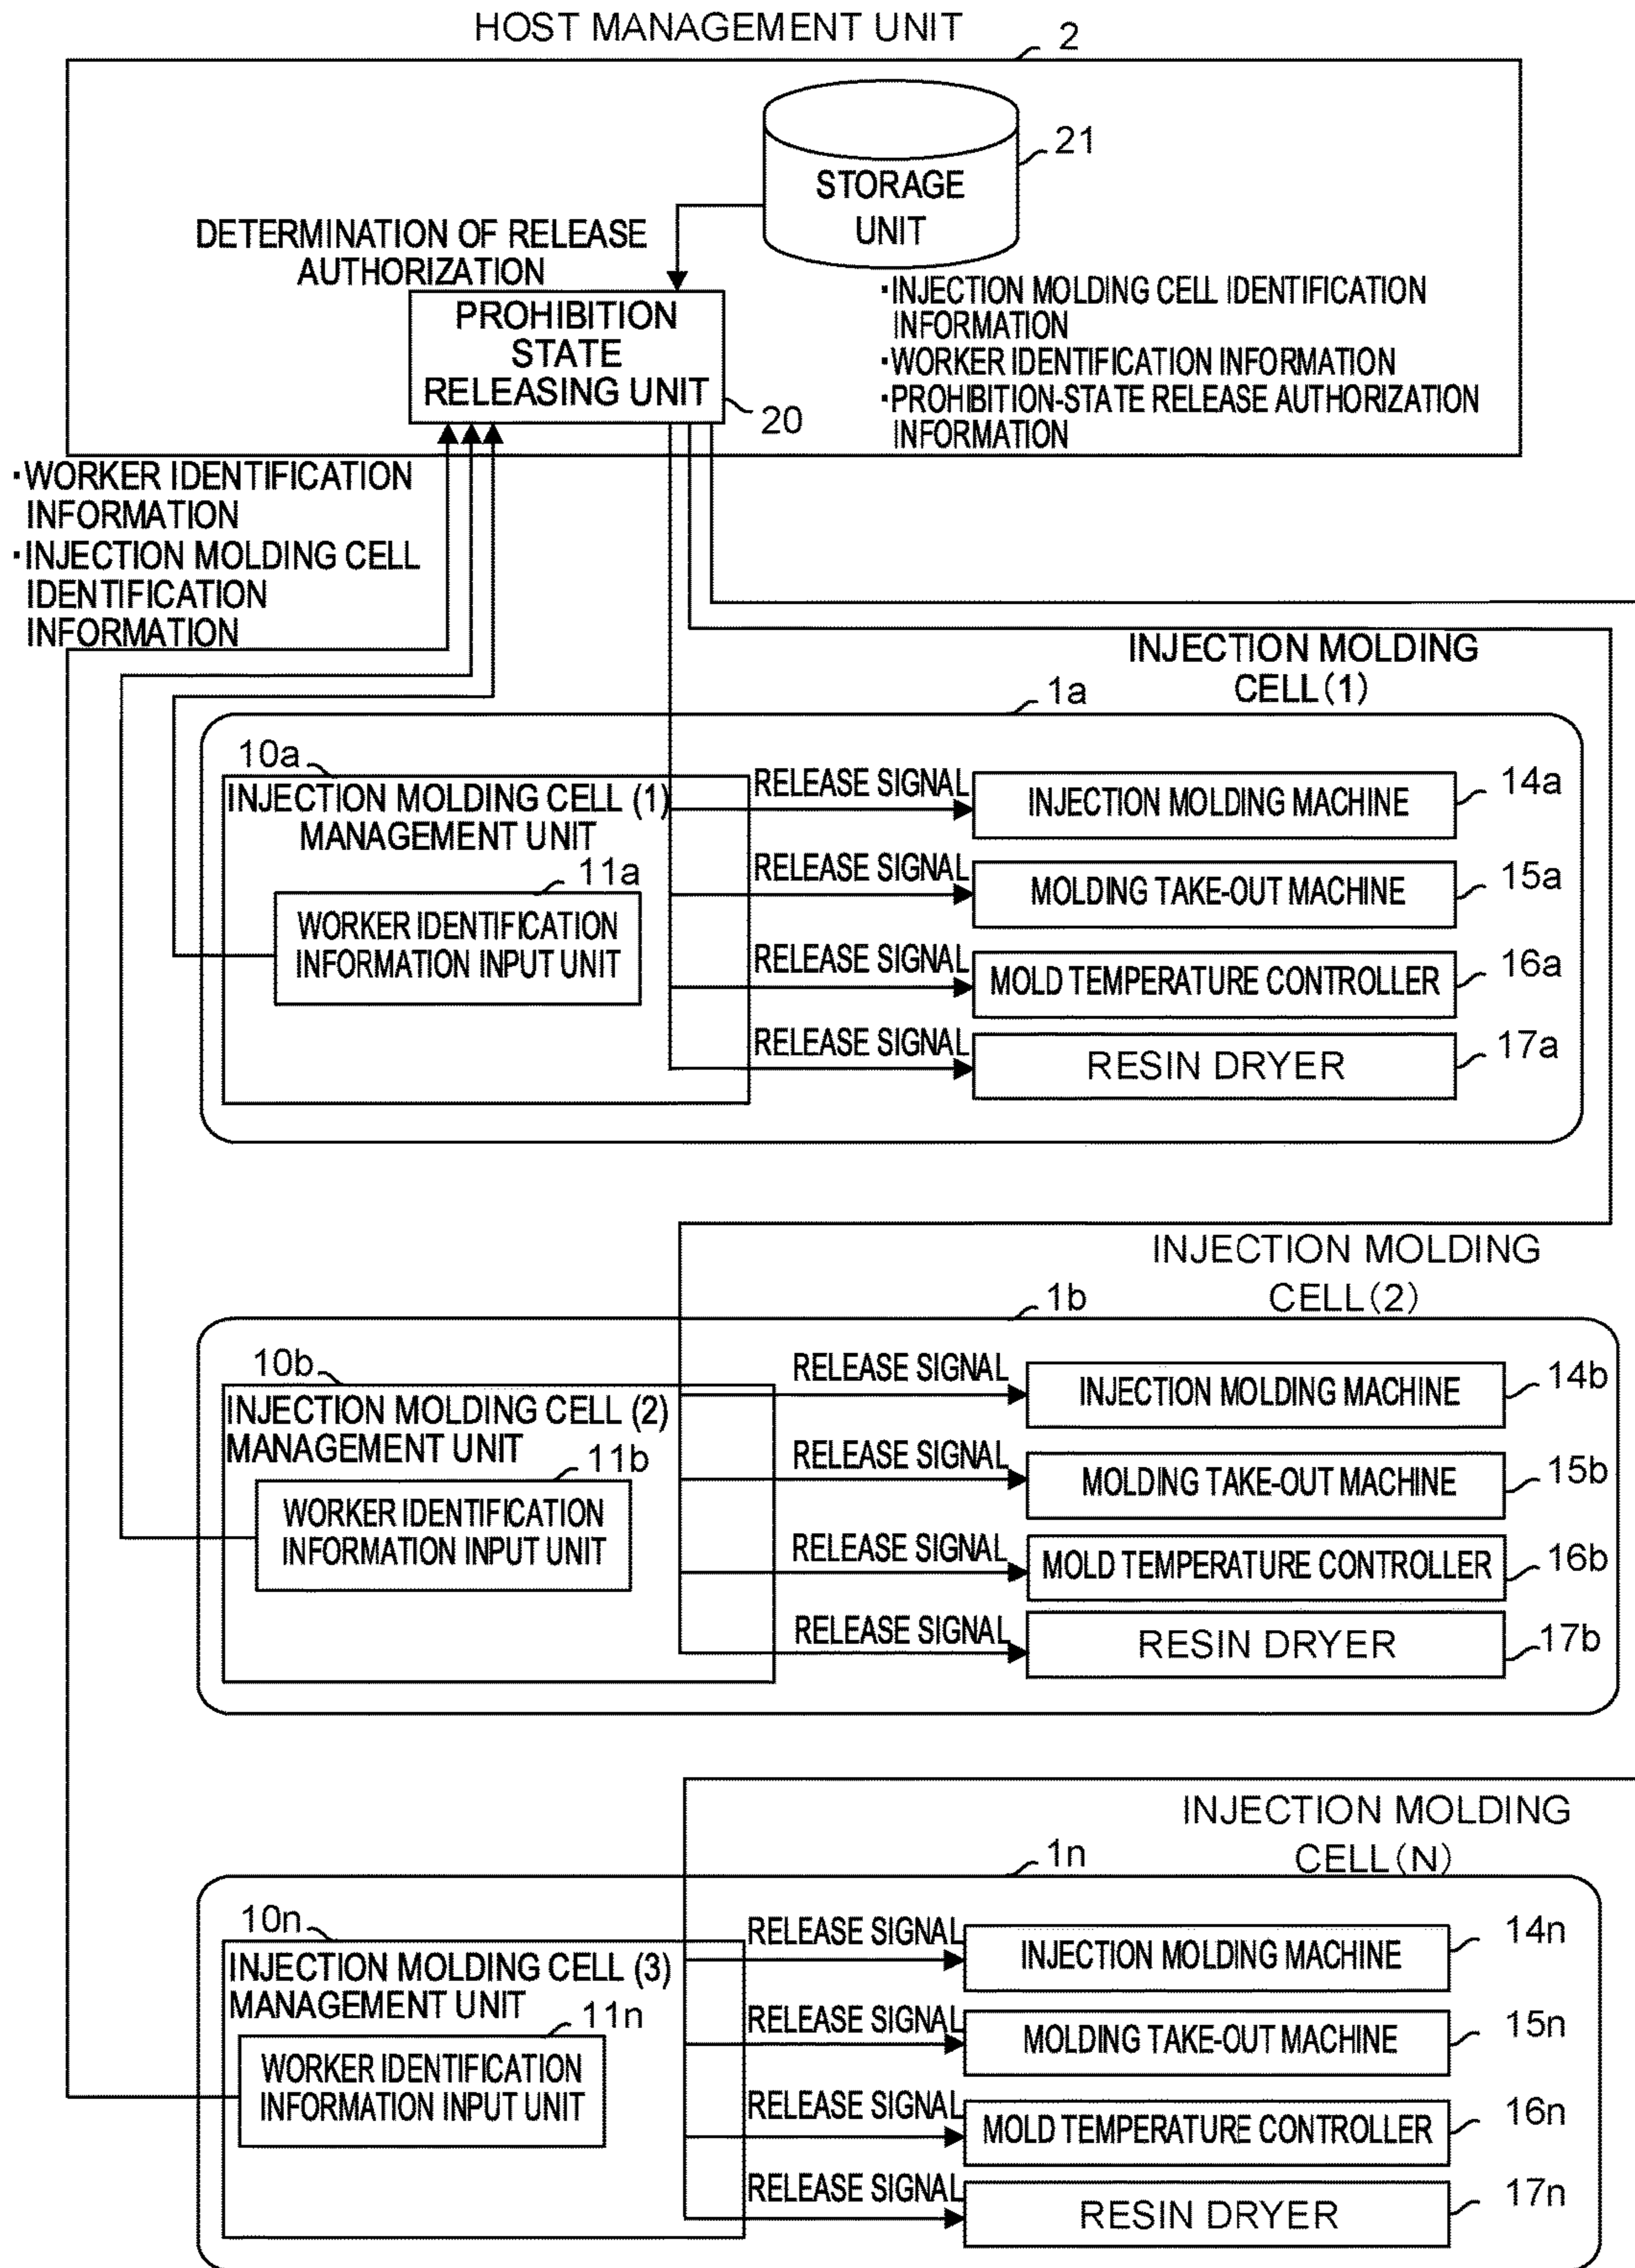 HOST MANAGEMENT UNIT
2
21
STORAGE
UNIT
DETERMINATION OF RELEASE
AUTHORIZATION
PROHIBITION
STATE
RELEASING UNIT
20
·INJECTION MOLDING CELL IDENTIFICATION
INFORMATION
·WORKER IDENTIFICATION INFORMATION
·PROHIBITION-STATE RELEASE AUTHORIZATION
INFORMATION
·WORKER IDENTIFICATION
INFORMATION
·INJECTION MOLDING CELL
IDENTIFICATION
INFORMATION
INJECTION MOLDING
CELL(1)
1a
10a
INJECTION MOLDING CELL (1)
MANAGEMENT UNIT
11a
WORKER IDENTIFICATION
INFORMATION INPUT UNIT
RELEASE SIGNAL
INJECTION MOLDING MACHINE
14a
RELEASE SIGNAL
MOLDING TAKE-OUT MACHINE
15a
RELEASE SIGNAL
MOLD TEMPERATURE CONTROLLER
16a
RELEASE SIGNAL
RESIN DRYER
17a
INJECTION MOLDING
CELL(2)
1b
10b
INJECTION MOLDING CELL (2)
MANAGEMENT UNIT
11b
WORKER IDENTIFICATION
INFORMATION INPUT UNIT
RELEASE SIGNAL
INJECTION MOLDING MACHINE
14b
RELEASE SIGNAL
MOLDING TAKE-OUT MACHINE
15b
RELEASE SIGNAL
MOLD TEMPERATURE CONTROLLER
16b
RELEASE SIGNAL
RESIN DRYER
17b
INJECTION MOLDING
CELL(N)
1n
10n
INJECTION MOLDING CELL (3)
MANAGEMENT UNIT
11n
WORKER IDENTIFICATION
INFORMATION INPUT UNIT
RELEASE SIGNAL
INJECTION MOLDING MACHINE
14n
RELEASE SIGNAL
MOLDING TAKE-OUT MACHINE
15n
RELEASE SIGNAL
MOLD TEMPERATURE CONTROLLER
16n
RELEASE SIGNAL
RESIN DRYER
17n